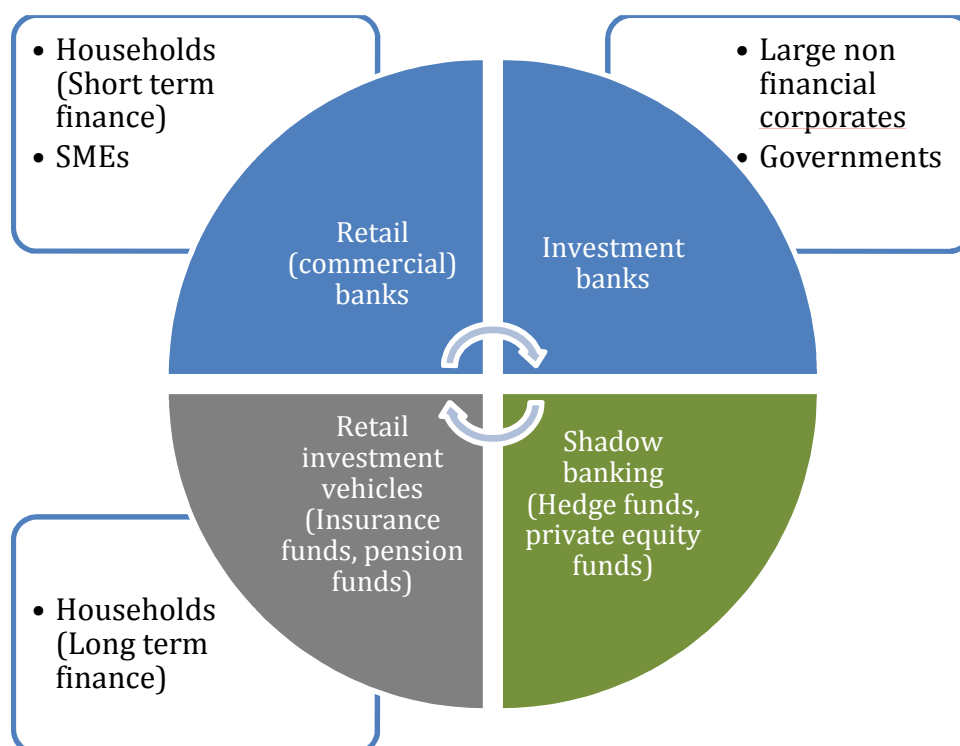 • Households
(Short term
finance)
• SMEs
• Large non
financial
corporates
• Governments
Retail
(commercial)
banks
Investment
banks
Retail
investment
vehicles
(Insurance
funds, pension
funds)
Shadow
banking
(Hedge funds,
private equity
funds)
• Households
(Long term
finance)